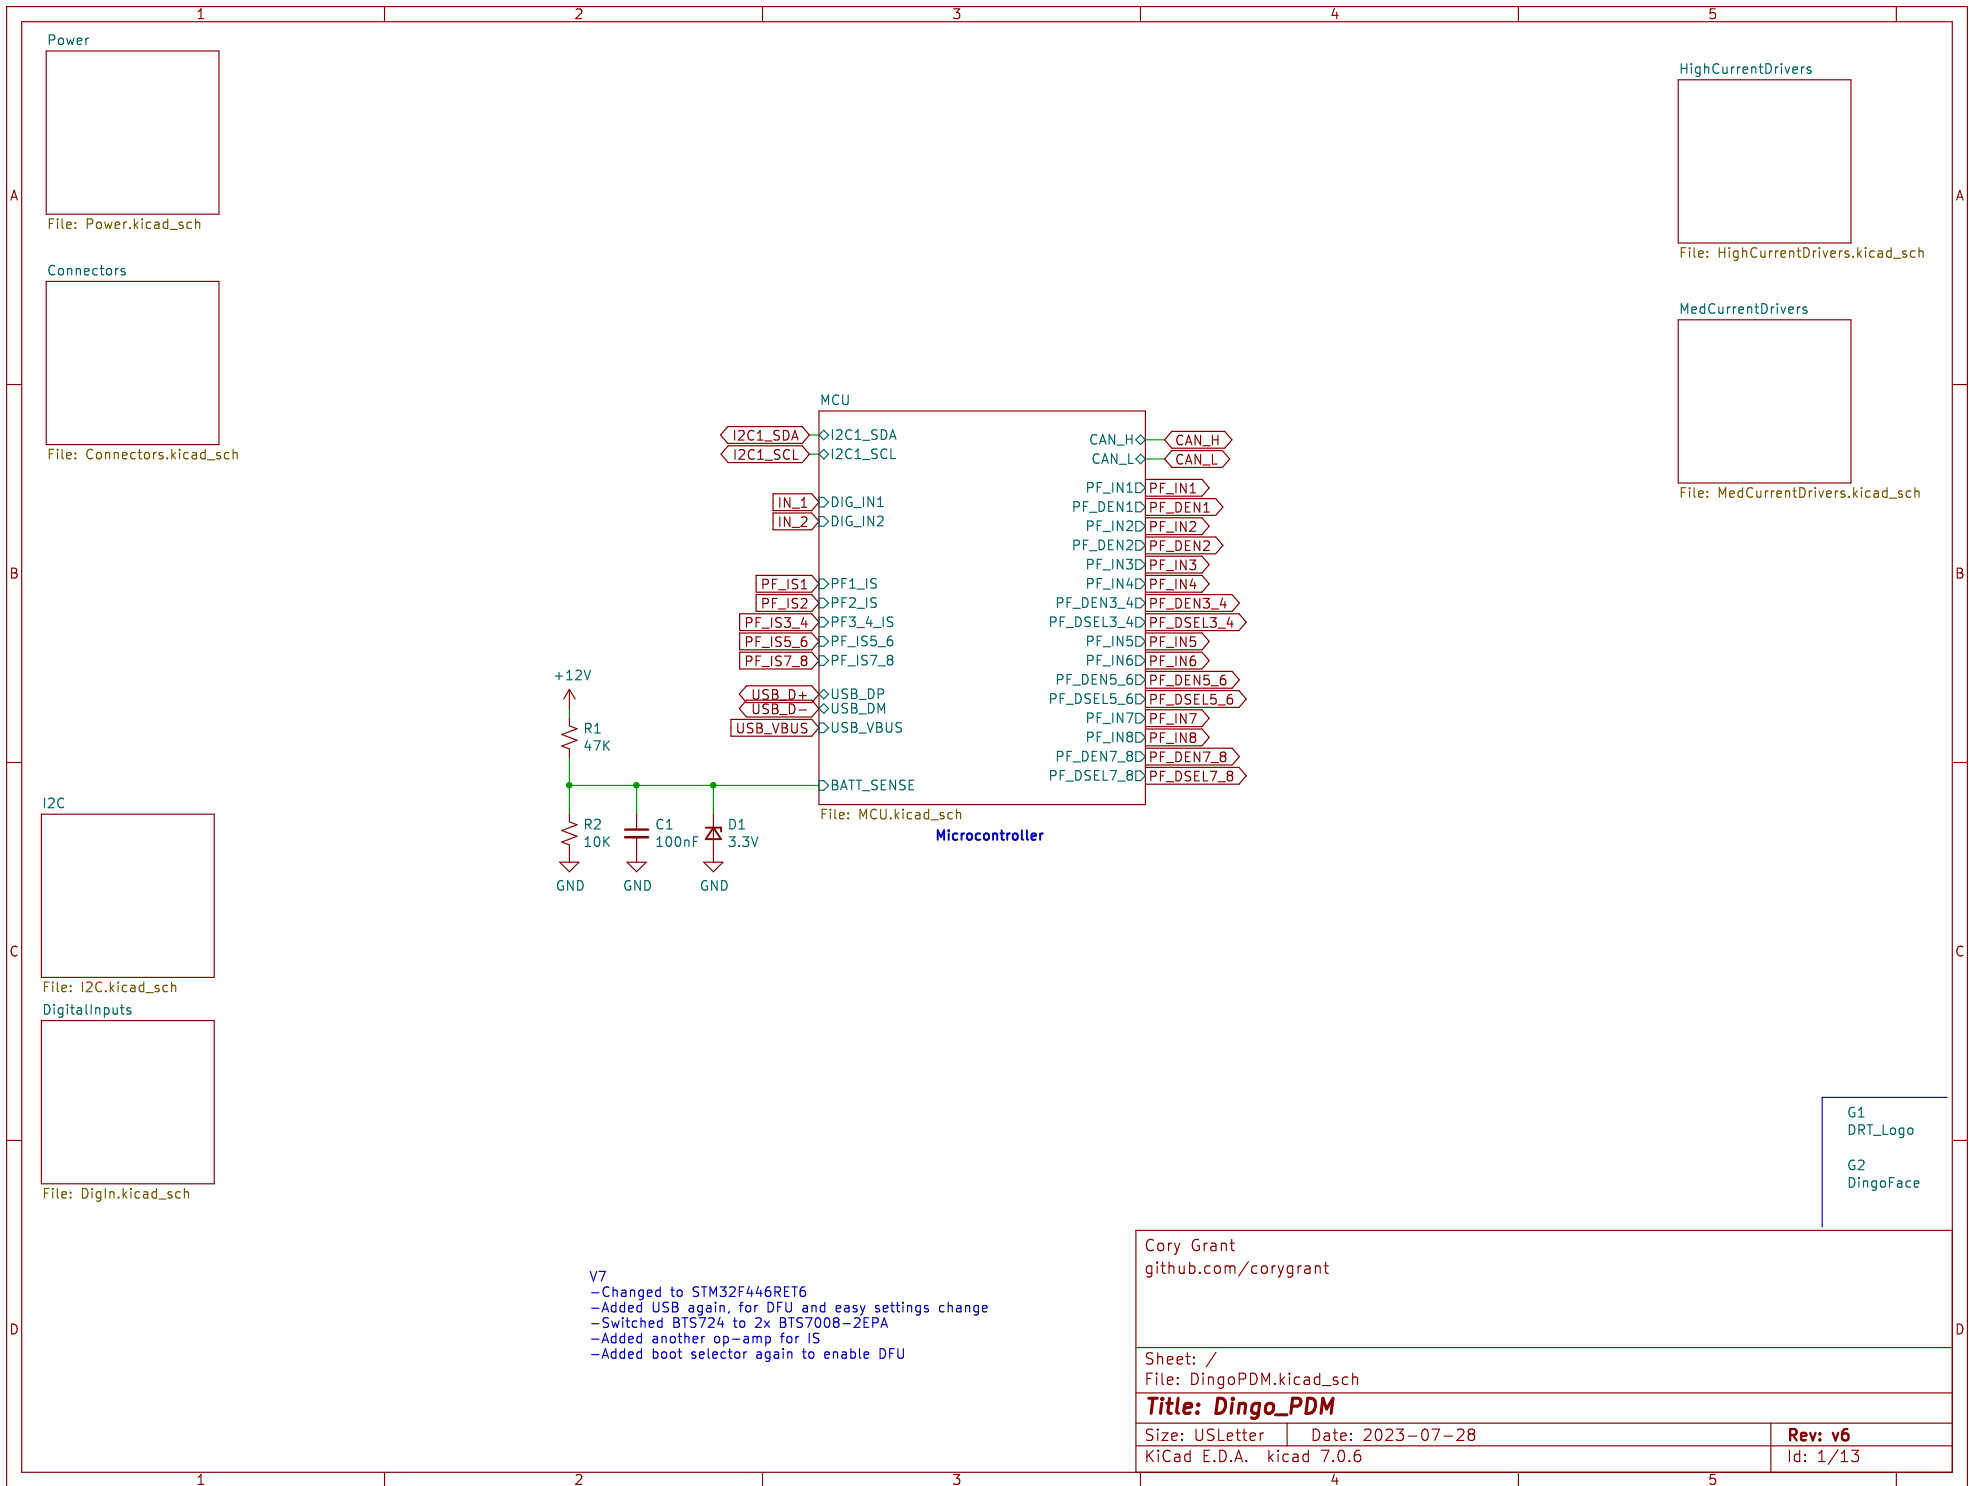 1 2 3 4 5
A
B
C
D
A
B
C
D
1 2 3 4 5
Power
File: Power.kicad_sch
Connectors
File: Connectors.kicad_sch
I2C
File: I2C.kicad_sch
DigitalInputs
File: DigIn.kicad_sch
HighCurrentDrivers
File: HighCurrentDrivers.kicad_sch
MedCurrentDrivers
File: MedCurrentDrivers.kicad_sch
MCU
I2C1_SDA I2C1_SDA
I2C1_SCL I2C1_SCL
IN_1 DIG_IN1
IN_2 DIG_IN2
PF_IS1 PF1_IS
PF_IS2 PF2_IS
PF_IS3_4 PF3_4_IS
PF_IS5_6 PF_IS5_6
PF_IS7_8 PF_IS7_8
USB_D+ USB_DP
USB_D- USB_DM
USB_VBUS USB_VBUS
BATT_SENSE
CAN_H CAN_H
CAN_L CAN_L
PF_IN1 PF_IN1
PF_DEN1 PF_DEN1
PF_IN2 PF_IN2
PF_DEN2 PF_DEN2
PF_IN3 PF_IN3
PF_IN4 PF_IN4
PF_DEN3_4 PF_DEN3_4
PF_DSEL3_4 PF_DSEL3_4
PF_IN5 PF_IN5
PF_IN6 PF_IN6
PF_DEN5_6 PF_DEN5_6
PF_DSEL5_6 PF_DSEL5_6
PF_IN7 PF_IN7
PF_IN8 PF_IN8
PF_DEN7_8 PF_DEN7_8
PF_DSEL7_8 PF_DSEL7_8
File: MCU.kicad_sch
Microcontroller
+12V
R1
47K
R2
10K
C1
100nF
D1
3.3V
GND GND GND
V7
-Changed to STM32F446RET6
-Added USB again, for DFU and easy settings change
-Switched BTS724 to 2x BTS7008-2EPA
-Added another op-amp for IS
-Added boot selector again to enable DFU
G1
DRT_Logo
G2
DingoFace
Cory Grant
github.com/corygrant
Sheet: /
File: DingoPDM.kicad_sch
Title: Dingo_PDM
Size: USLetter Date: 2023-07-28 Rev: v6
KiCad E.D.A. kicad 7.0.6 Id: 1/13